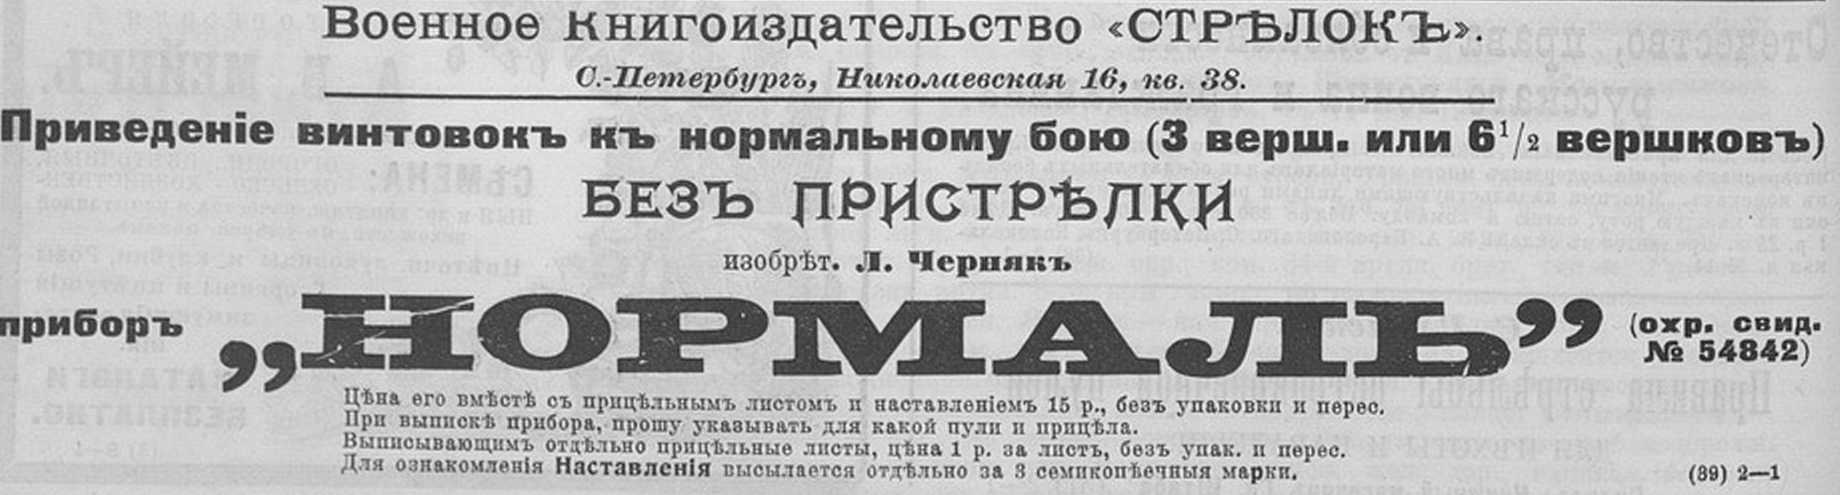 Военное Книгоиздательство «СТРѢЛОКЪ».
С.-Петербургъ, Николаевская 16, кв. 38.
Приведеніе винтовокъ къ нормальному бою (3 верш. или 6 1/2 вершковъ)
БЕЗЪ ПРИСТРѢЛКИ
изобрѣт. Л. Чернякъ
приборъ „НОРМАЛЬ” (охр. свид. № 54842)
Цѣна его вмѣстѣ съ прицѣльнымъ листомъ и наставленіемъ 15 р., безъ упаковки и перес.
При выпискѣ прибора, прошу указывать для какой пули и прицѣла.
Выписывающимъ отдѣльно прицѣльные листы, цѣна 1 р. за листъ, безъ упак. и перес.
Для ознакомленія Наставленія высылается отдѣльно за 3 семикопѣечныя марки.
(39) 2—1